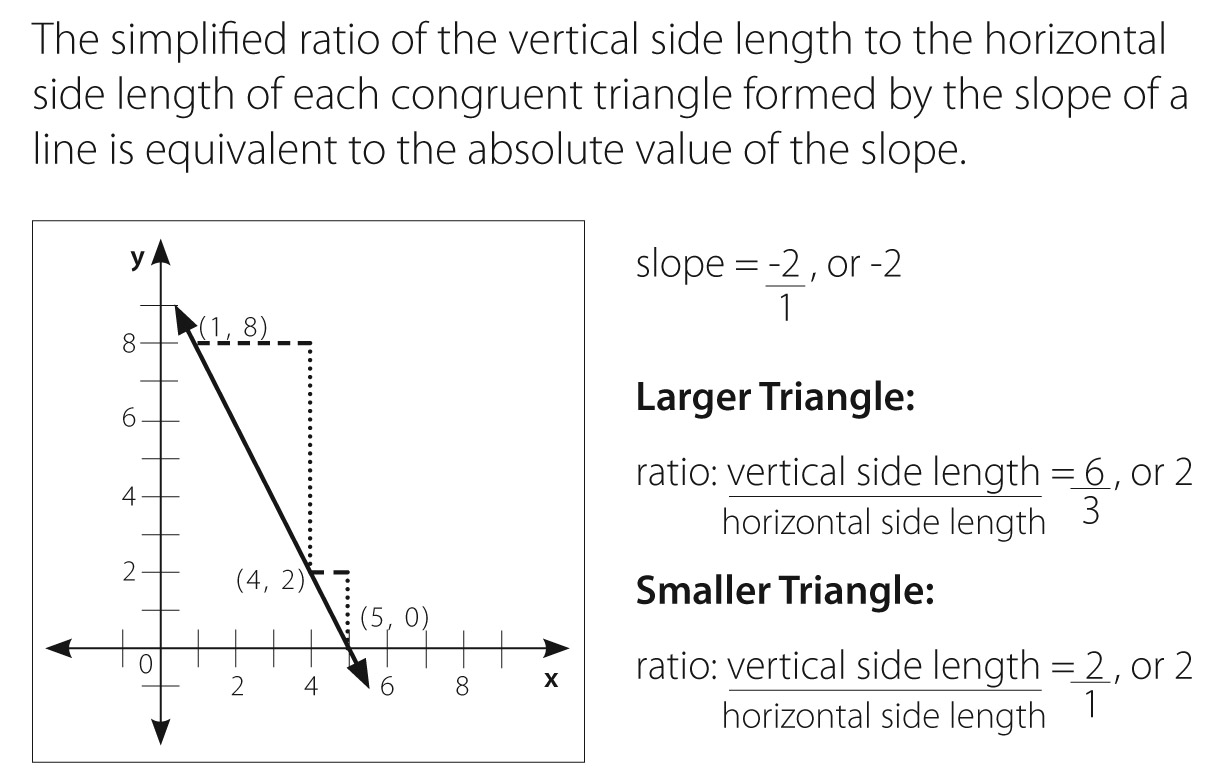 The simplified ratio of the vertical side length to the horizontal
side length of each congruent triangle formed by the slope of a
line is equivalent to the absolute value of the slope.
y
(1, 8)
8
6
4
2
(4, 2)
(5, 0)
0
2
4
6
8
x
slope = -2, or -2
1
Larger Triangle:
ratio: vertical side length = 6, or 2
horizontal side length 3
Smaller Triangle:
ratio: vertical side length = 2, or 2
horizontal side length 1